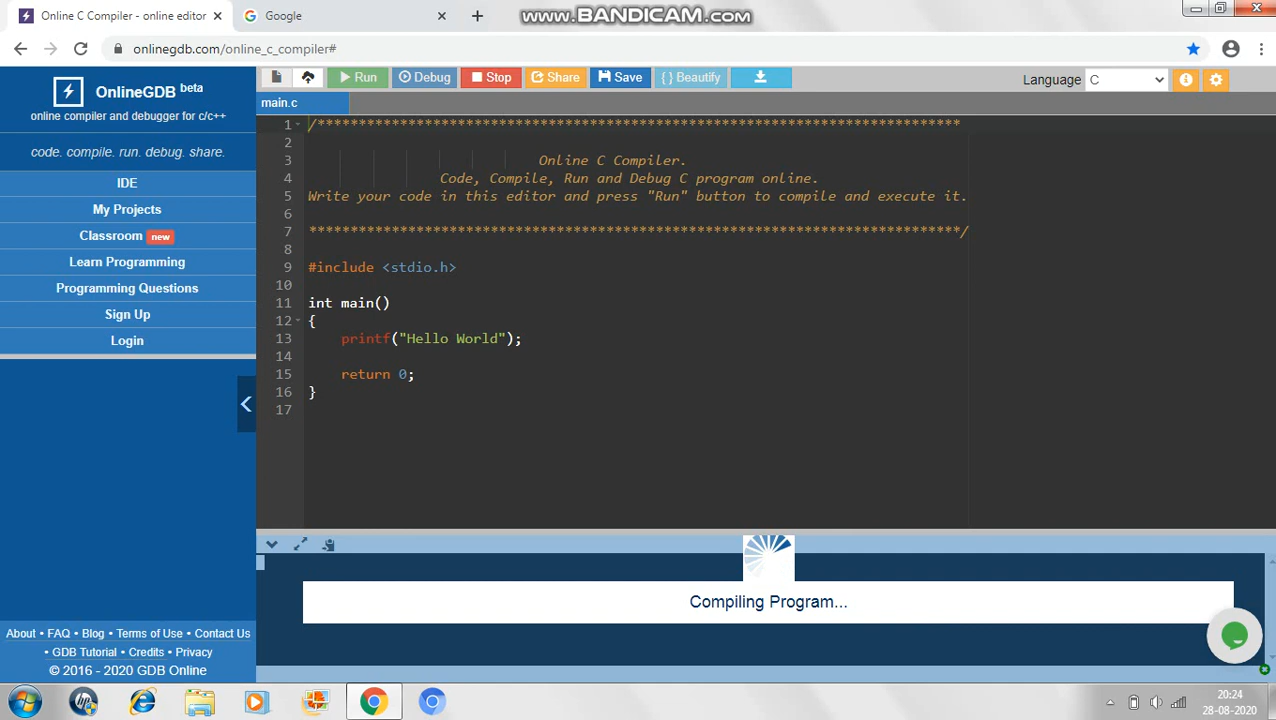 Online C Compiler - online editor
Google
www.BANDICAM.com
onlinegdb.com/online_c_compiler#
OnlineGDB beta
online compiler and debugger for c/c++
code. compile. run. debug. share.
IDE
My Projects
Classroom new
Learn Programming
Programming Questions
Sign Up
Login
About • FAQ • Blog • Terms of Use • Contact Us
• GDB Tutorial • Credits • Privacy
© 2016 - 2020 GDB Online
Run Debug Stop Share Save { } Beautify
Language C
main.c
1 /******************************************************************************
2
3 Online C Compiler.
4 Code, Compile, Run and Debug C program online.
5 Write your code in this editor and press "Run" button to compile and execute it.
6
7 *******************************************************************************/
8
9 #include <stdio.h>
10
11 int main()
12 {
13 printf("Hello World");
14
15 return 0;
16 }
17
Compiling Program...
20:24
28-08-2020